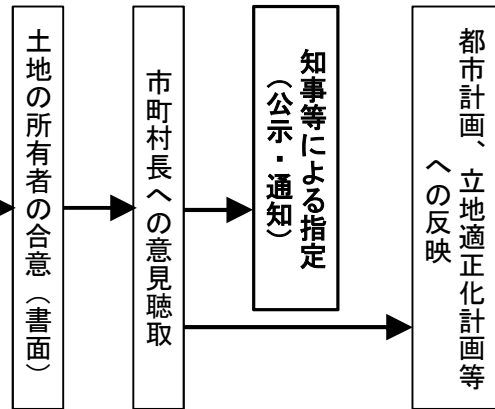 土地の所有者の合意（書面）
市町村長への意見聴取
知事等による指定
（公示・通知）
都市計画、立地適正化計画等
への反映